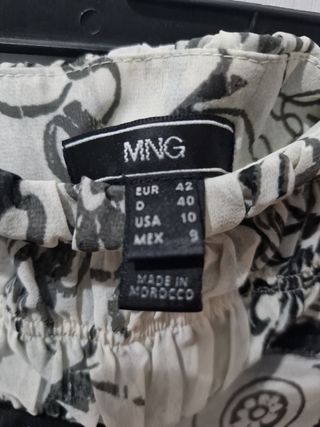 MNG
EUR 42
D 40
USA 10
MEX 9
MADE IN
MOROCCO